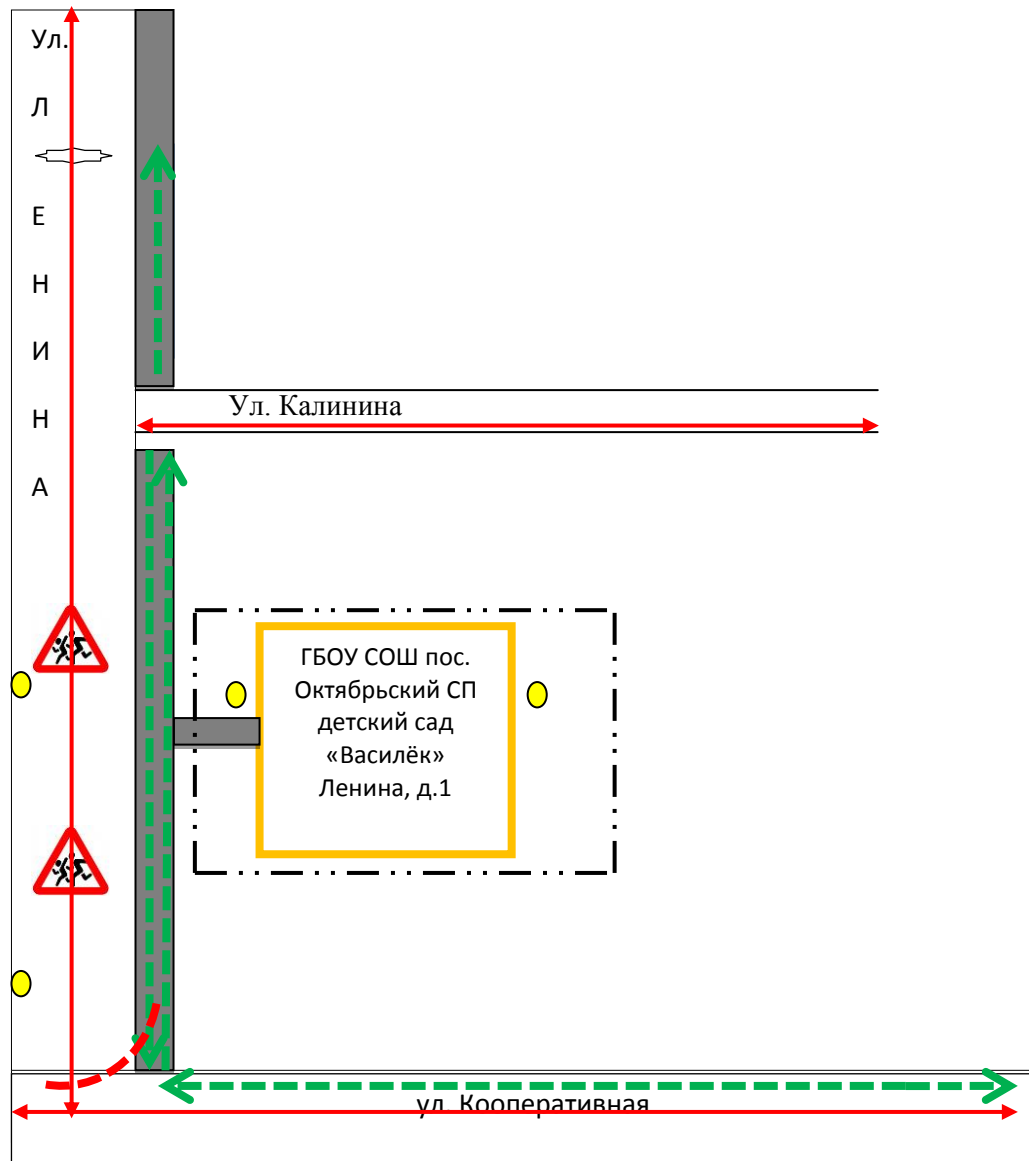 Ул.
Л
Е
Н
И
Н
А
Ул. Калинина
ГБОУ СОШ пос.
Октябрьский СП
детский сад
«Василёк»
Ленина, д.1
ул. Кооперативная